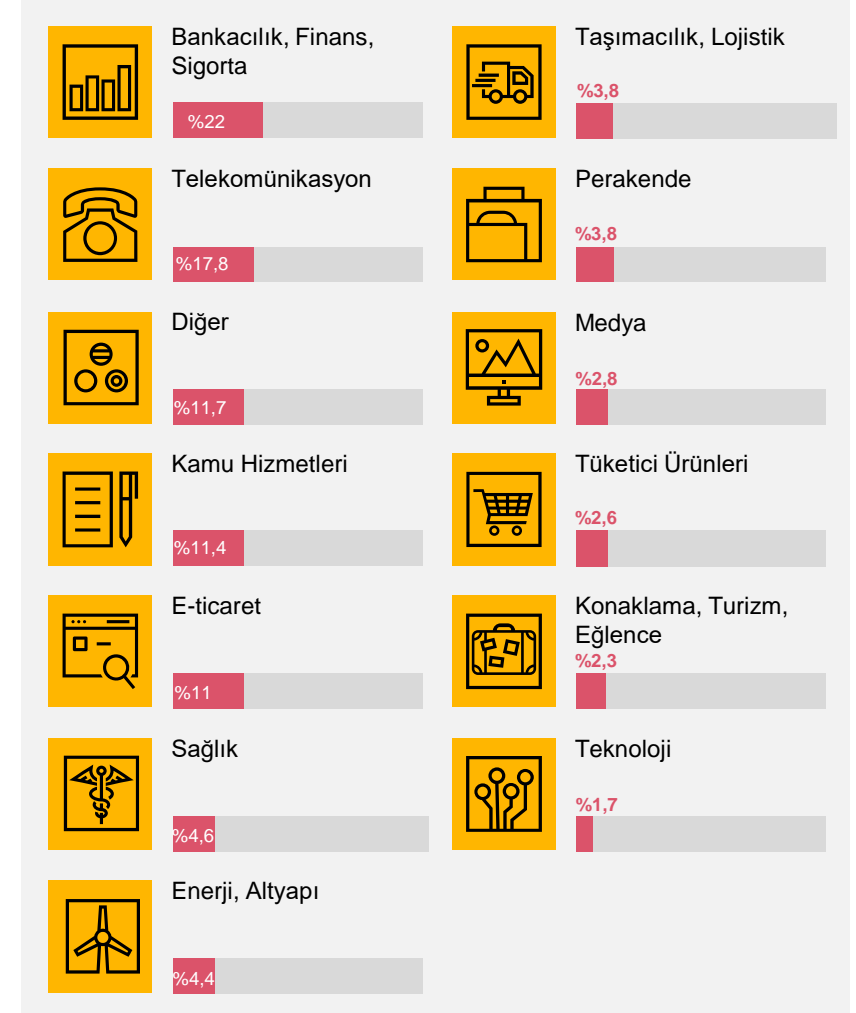 Bankacılık, Finans,
Sigorta
%22
Telekomünikasyon
%17,8
Diğer
%11,7
Kamu Hizmetleri
%11,4
E-ticaret
%11
Sağlık
%4,6
Enerji, Altyapı
%4,4
Taşımacılık, Lojistik
%3,8
Perakende
%3,8
Medya
%2,8
Tüketici Ürünleri
%2,6
Konaklama, Turizm,
Eğlence
%2,3
Teknoloji
%1,7